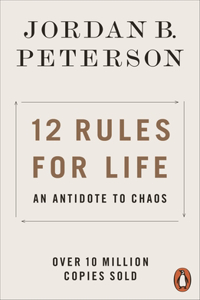 JORDAN B.
PETERSON
12 RULES
FOR LIFE
AN ANTIDOTE TO CHAOS
OVER 10 MILLION
COPIES SOLD